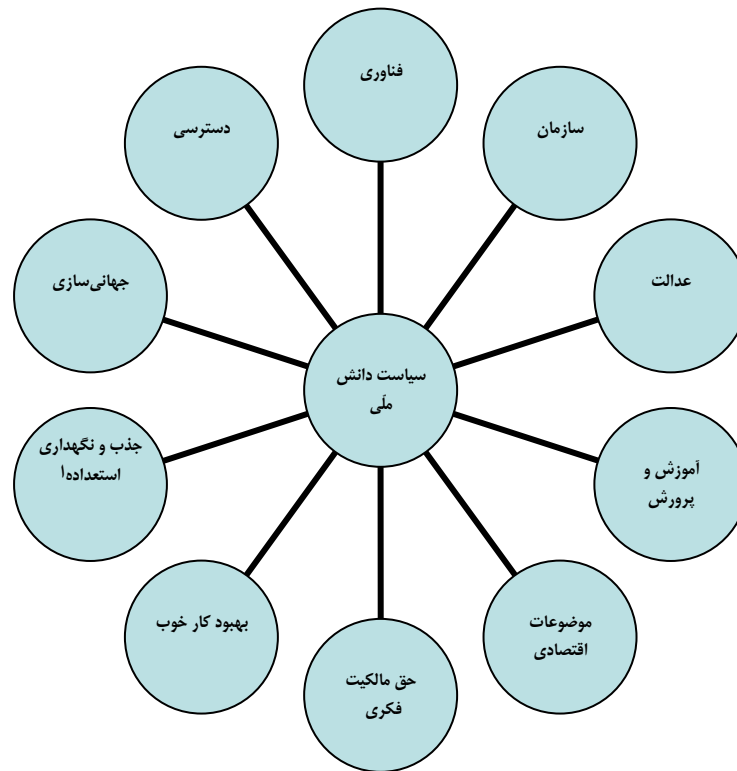 فناوری
سازمان
دسترسی
عدالت
جهانی‌سازی
سیاست دانش
ملّی
جذب و نگهداری
استعدادها
آموزش و
پرورش
موضوعات
اقتصادی
بهبود کار خوب
حق مالکیت
فکری